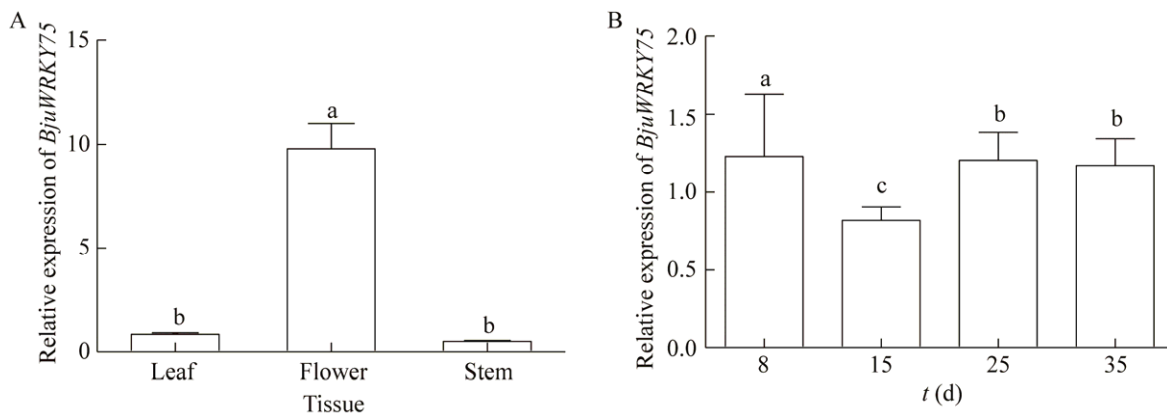 A
Relative expression of BjuWRKY75
15
10
5
0
b
a
b
Leaf Flower Stem
Tissue
B
Relative expression of BjuWRKY75
2.0
1.5
1.0
0.5
0.0
a
c
b
b
8 15 25 35
t (d)